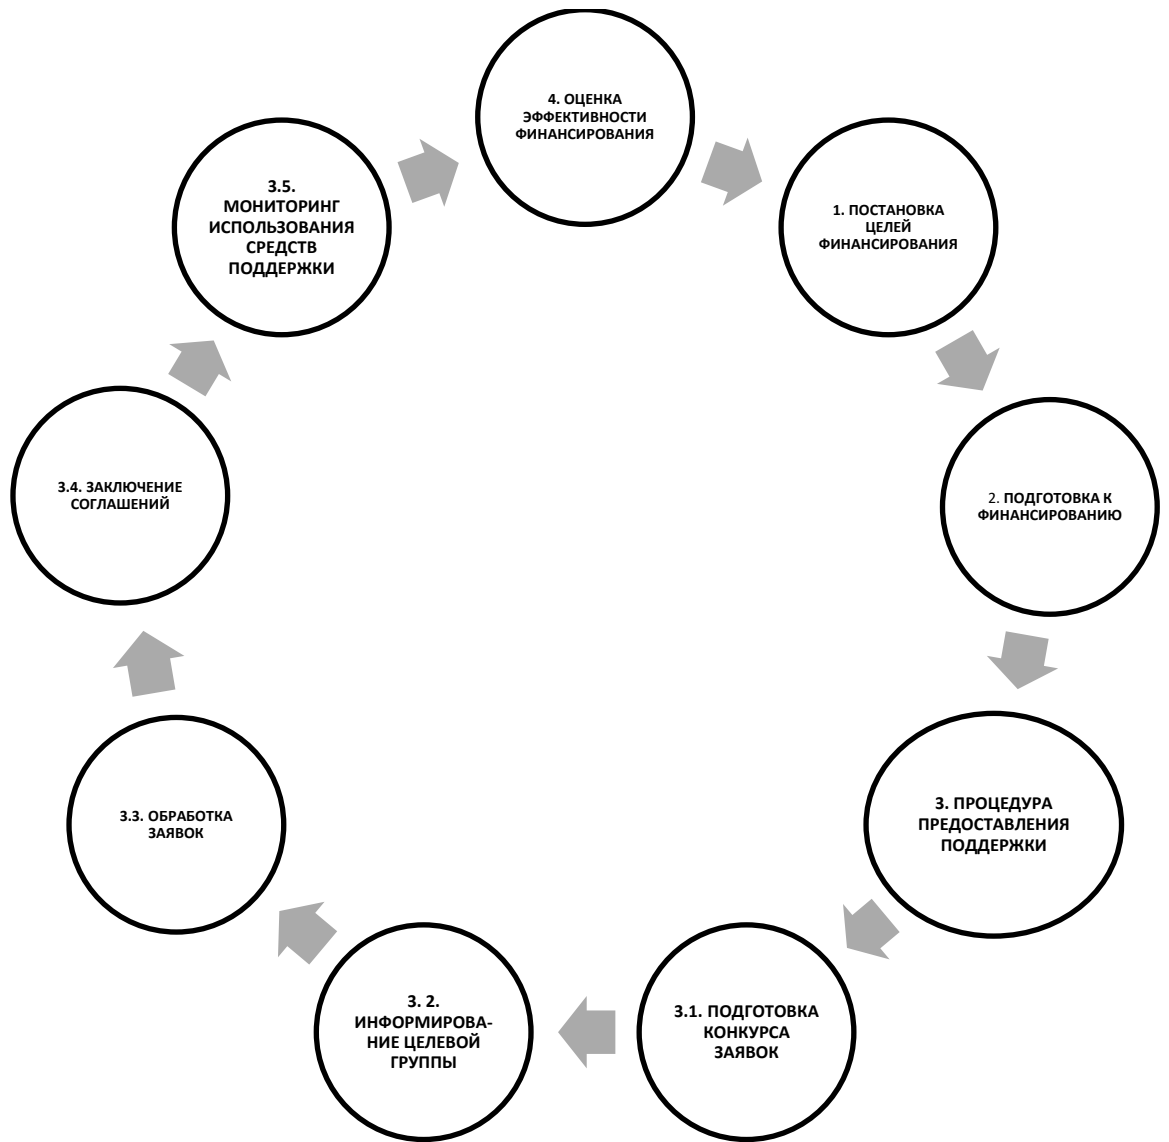 4. ОЦЕНКА
ЭФФЕКТИВНОСТИ
ФИНАНСИРОВАНИЯ
1. ПОСТАНОВКА
ЦЕЛЕЙ
ФИНАНСИРОВАНИЯ
2. ПОДГОТОВКА К
ФИНАНСИРОВАНИЮ
3. ПРОЦЕДУРА
ПРЕДОСТАВЛЕНИЯ
ПОДДЕРЖКИ
3.1. ПОДГОТОВКА
КОНКУРСА
ЗАЯВОК
3. 2.
ИНФОРМИРОВА-
НИЕ ЦЕЛЕВОЙ
ГРУППЫ
3.3. ОБРАБОТКА
ЗАЯВОК
3.4. ЗАКЛЮЧЕНИЕ
СОГЛАШЕНИЙ
3.5.
МОНИТОРИНГ
ИСПОЛЬЗОВАНИЯ
СРЕДСТВ
ПОДДЕРЖКИ